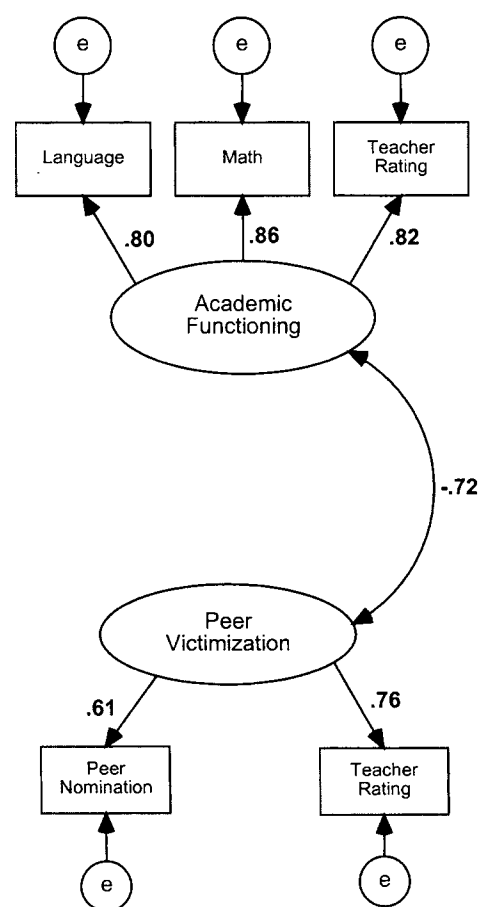 e
e
e
Language
Math
Teacher
Rating
.80
.86
.82
Academic
Functioning
-.72
Peer
Victimization
.61
.76
Peer
Nomination
Teacher
Rating
e
e